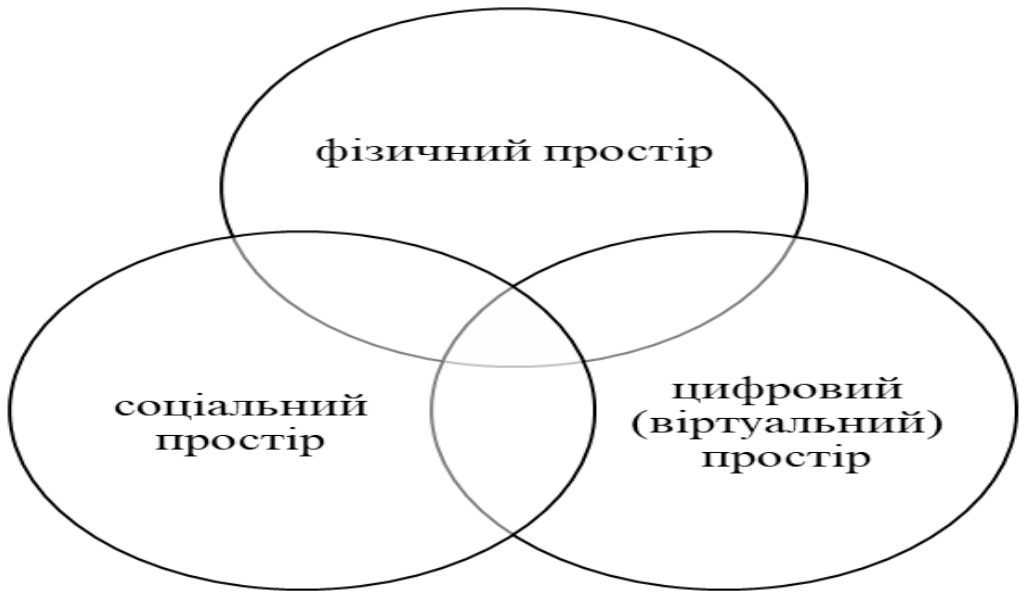 фізичний простір
соціальний
простір
цифровий
(віртуальний)
простір